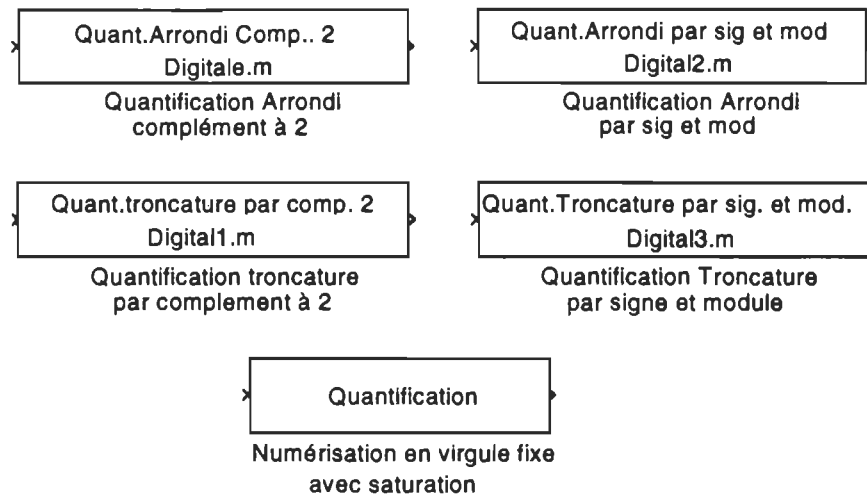 Quant.Arrondi Comp.. 2
Digitale.m
Quantification Arrondi
complément à 2
Quant.Arrondi par sig et mod
Digital2.m
Quantification Arrondi
par sig et mod
Quant.troncature par comp. 2
Digital1.m
Quantification troncature
par complement à 2
Quant.Troncature par sig. et mod.
Digital3.m
Quantification Troncature
par signe et module
Quantification
Numérisation en virgule fixe
avec saturation